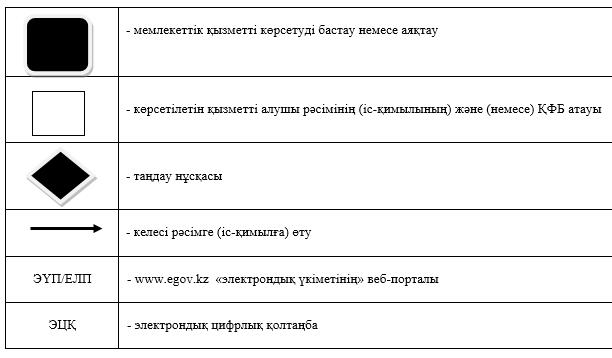 - мемлекеттік қызметті көрсетуді бастау немесе аяқтау
- көрсетілетін қызметті алушы рәсімінің (іс-қимылының) және (немесе) ҚФБ атауы
- таңдау нұсқасы
- келесі рәсімге (іс-қимылға) өту
ЭҮП/ЕЛП - www.egov.kz «электрондық үкіметінің» веб-порталы
ЭЦҚ - электрондық цифрлық қолтаңба